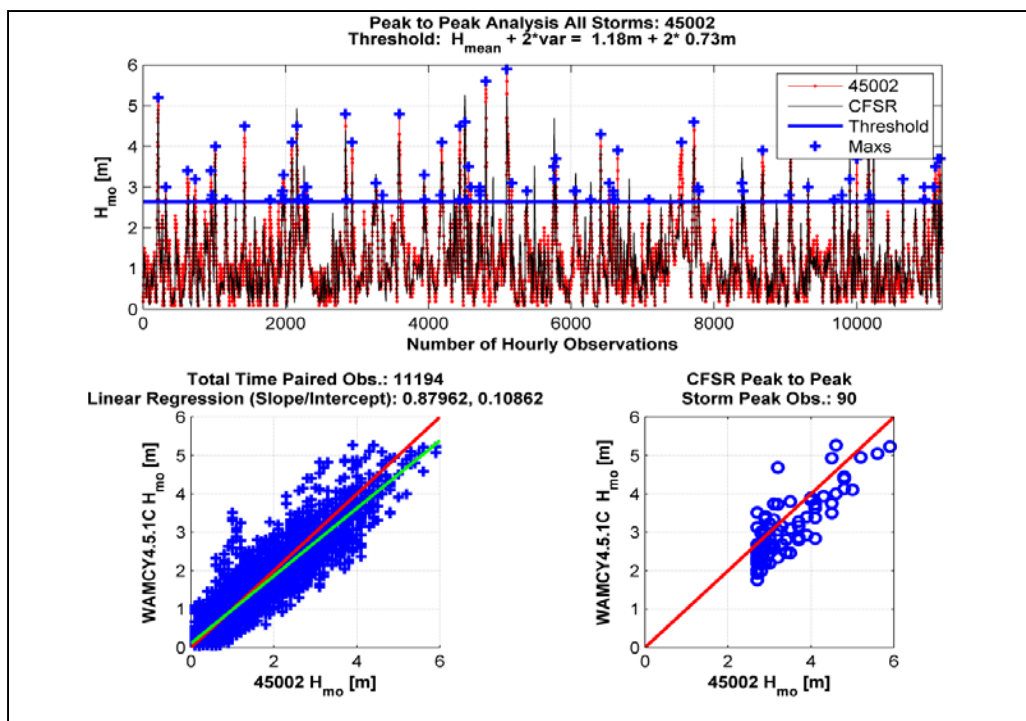 Peak to Peak Analysis All Storms: 45002
Threshold: Hmean + 2*var = 1.18m + 2* 0.73m
6
5
4
3
2
1
0
Hmo [m]
45002
CFSR
Threshold
Maxs
0 2000 4000 6000 8000 10000
Number of Hourly Observations
Total Time Paired Obs.: 11194
Linear Regression (Slope/Intercept): 0.87962, 0.10862
6
5
4
3
2
1
0
WAMCY4.5.1C Hmo [m]
0 2 4 6
45002 Hmo [m]
CFSR Peak to Peak
Storm Peak Obs.: 90
6
5
4
3
2
1
0
WAMCY4.5.1C Hmo [m]
0 2 4 6
45002 Hmo [m]